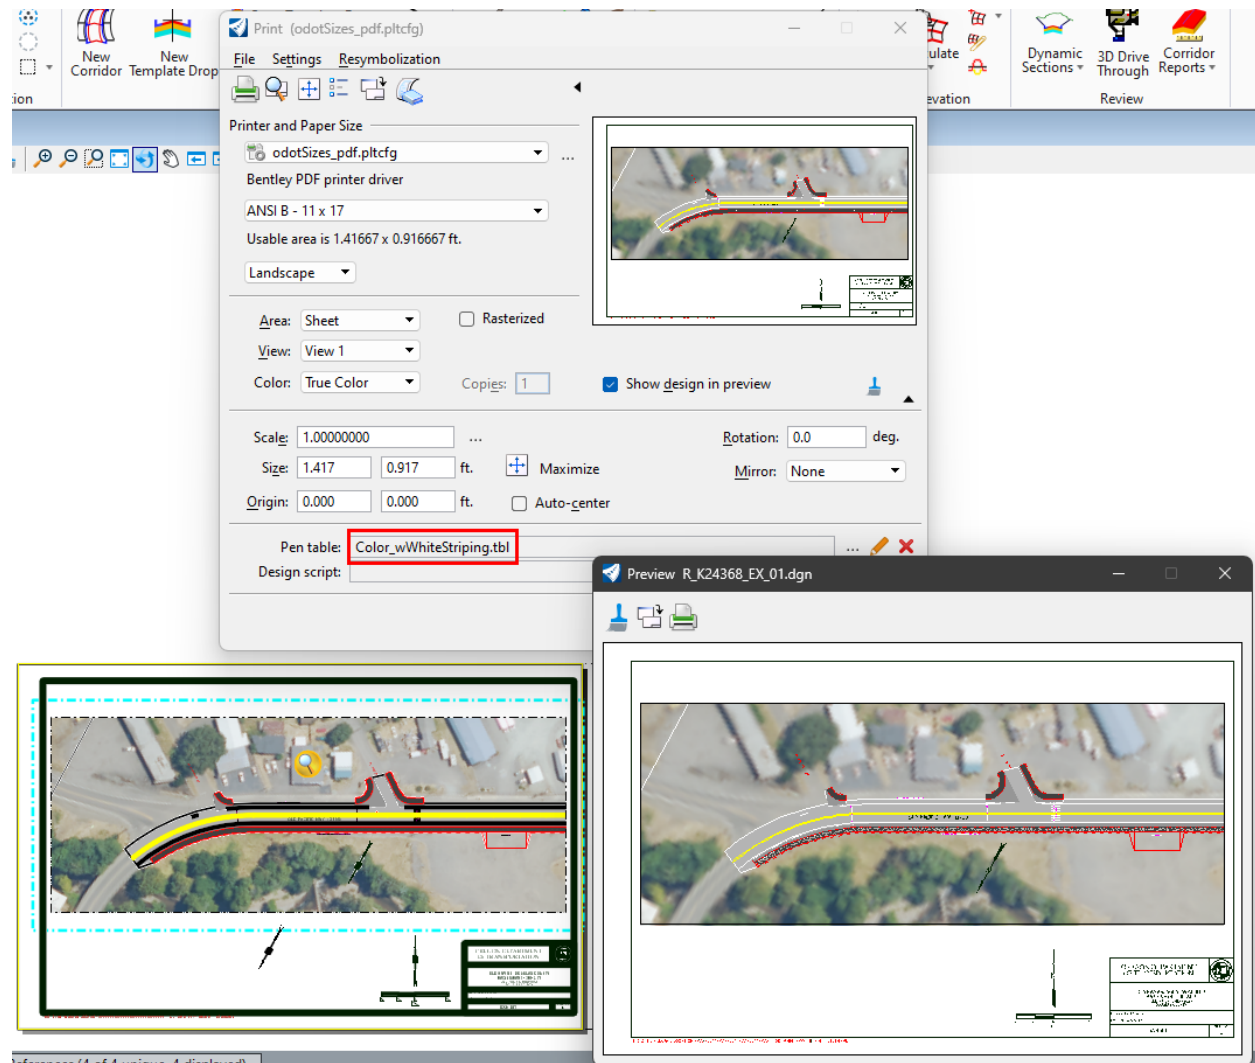 New
Corridor
New
Template Drop
ion
Print (odotSizes_pdf.pltcfg)
File Settings Resymbolization
Printer and Paper Size
odotSizes_pdf.pltcfg
...
Bentley PDF printer driver
ANSI B - 11 x 17
Usable area is 1.41667 x 0.916667 ft.
Landscape
Area: Sheet
Rasterized
View: View 1
Color: True Color
Copies: 1
Show design in preview
Scale: 1.00000000
...
Rotation: 0.0 deg.
Size: 1.417 0.917 ft.
Maximize
Mirror: None
Origin: 0.000 0.000 ft.
Auto-center
Pen table: Color_wWhiteStriping.tbl
...
Design script:
ulate
evation
Dynamic
Sections
3D Drive
Through
Corridor
Reports
Review
Preview R_K24368_EX_01.dgn
OREGON DEPARTMENT
OF TRANSPORTATION